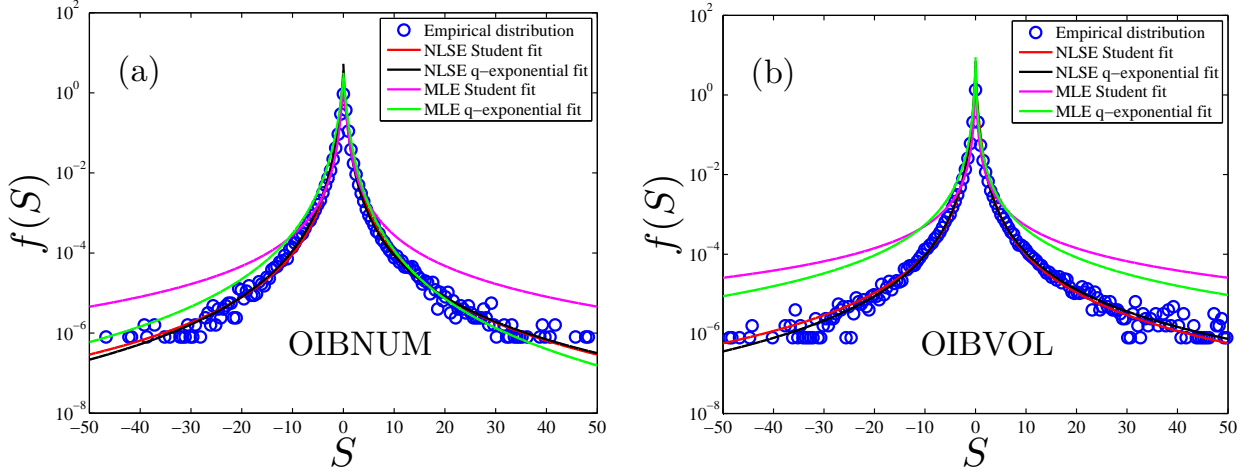 (a)
Empirical distribution
NLSE Student fit
NLSE q−exponential fit
MLE Student fit
MLE q−exponential fit
OIBNUM
f(S)
10^2
10^0
10^−2
10^−4
10^−6
10^−8
−50 −40 −30 −20 −10 0 10 20 30 40 50
S
(b)
Empirical distribution
NLSE Student fit
NLSE q−exponential fit
MLE Student fit
MLE q−exponential fit
OIBVOL
f(S)
10^2
10^0
10^−2
10^−4
10^−6
10^−8
−50 −40 −30 −20 −10 0 10 20 30 40 50
S